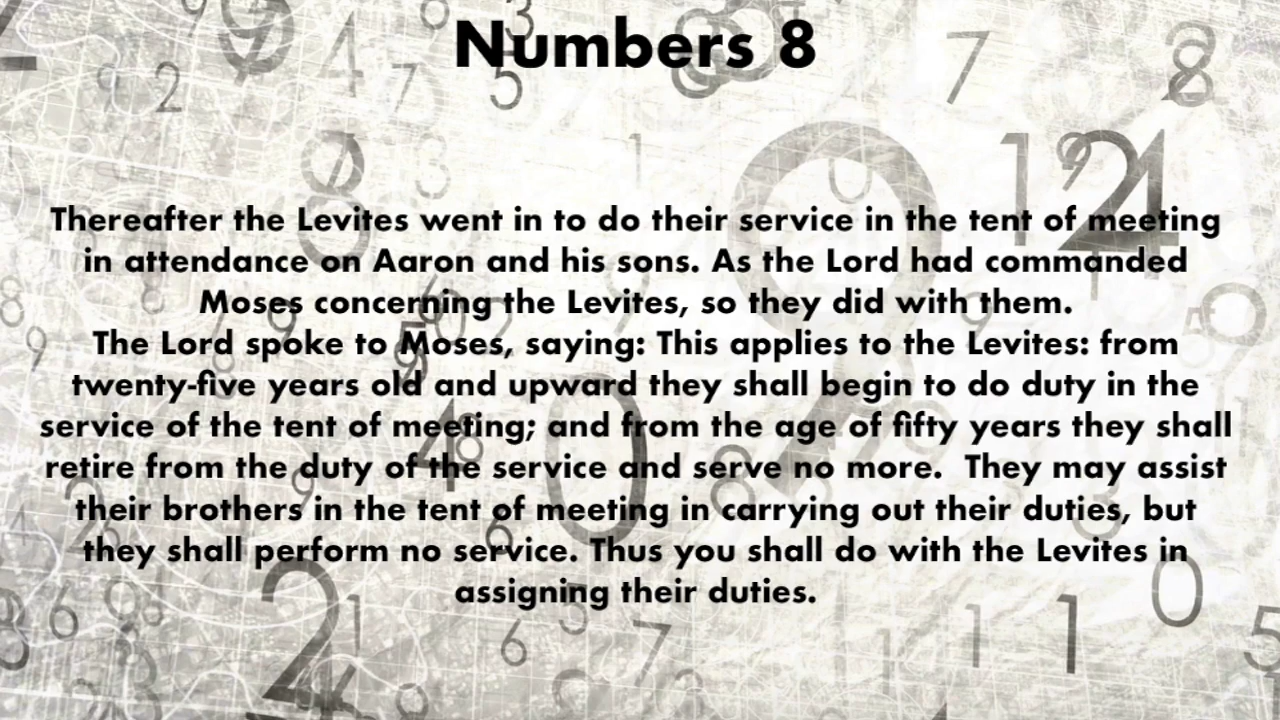 Numbers 8
Thereafter the Levites went in to do their service in the tent of meeting
in attendance on Aaron and his sons. As the Lord had commanded
Moses concerning the Levites, so they did with them.
The Lord spoke to Moses, saying: This applies to the Levites: from
twenty-five years old and upward they shall begin to do duty in the
service of the tent of meeting; and from the age of fifty years they shall
retire from the duty of the service and serve no more.  They may assist
their brothers in the tent of meeting in carrying out their duties, but
they shall perform no service. Thus you shall do with the Levites in
assigning their duties.